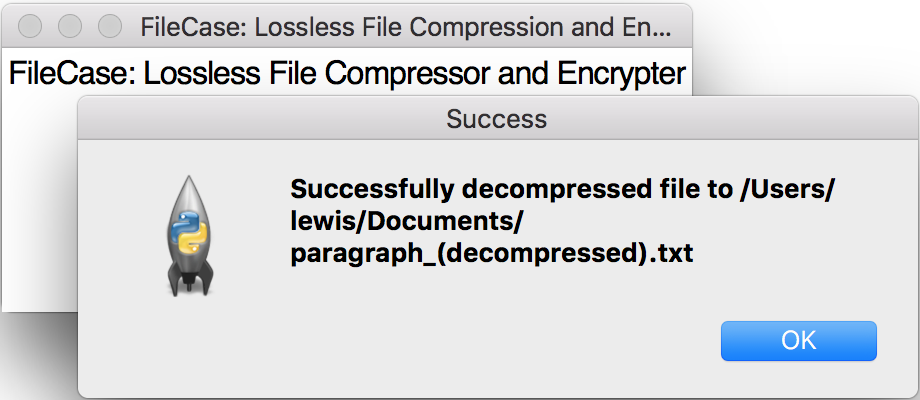 FileCase: Lossless File Compression and En...
FileCase: Lossless File Compressor and Encrypter
Success
Successfully decompressed file to /Users/
lewis/Documents/
paragraph_(decompressed).txt
OK